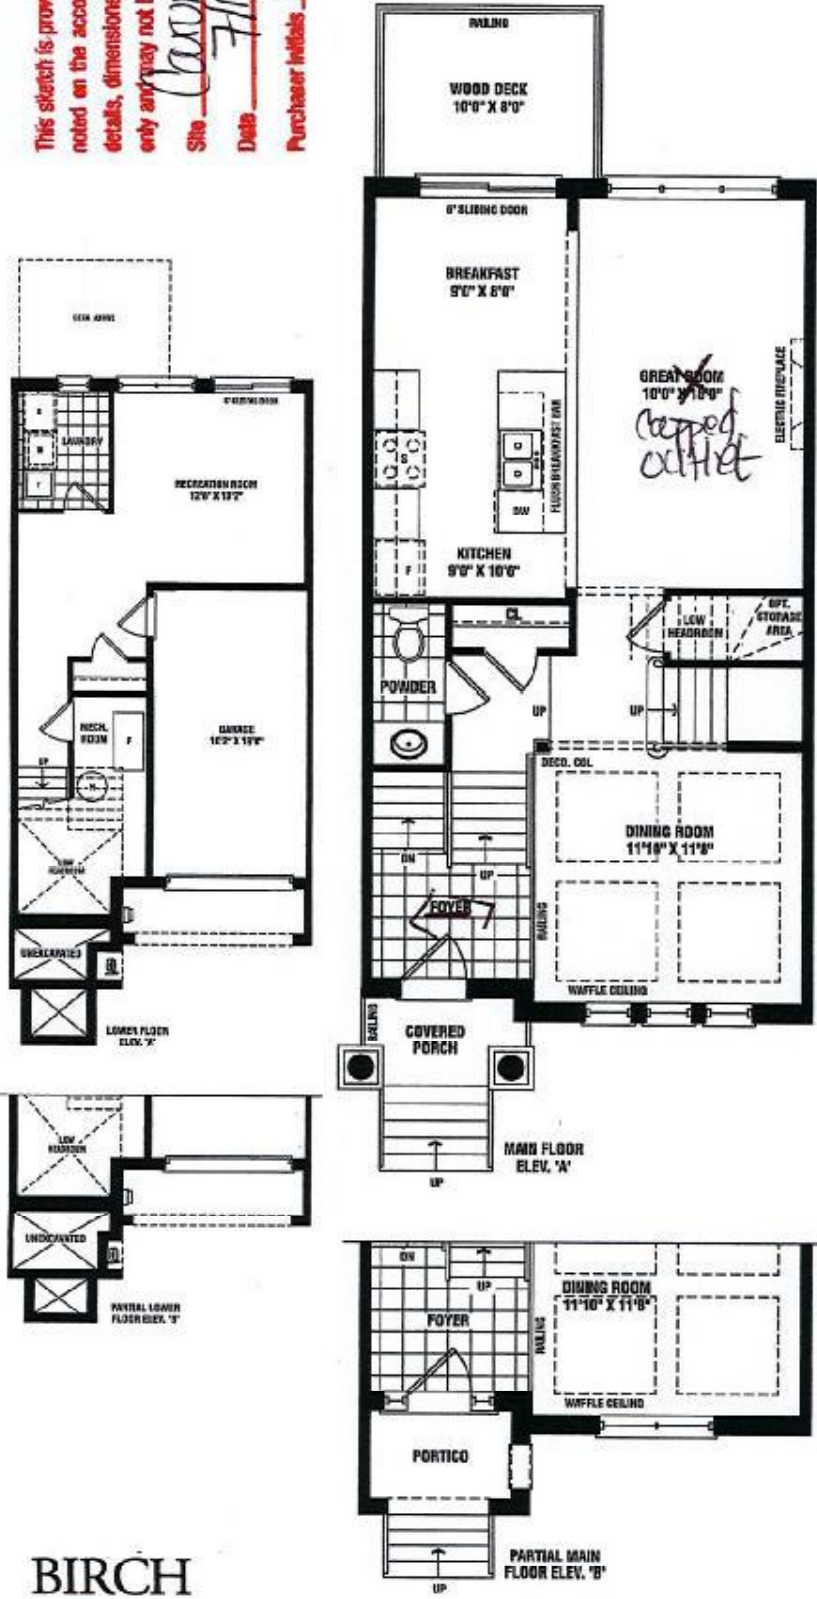 This sketch is
noted on the
details, dimensions
only and may not
Site
Date
Purchaser Initials
RAILING
WOOD DECK
10'0" X 8'0"
6' SLIDING DOOR
BREAKFAST
9'0" X 8'0"
GREAT ROOM
capped
outlet
ELECTRIC FIREPLACE
S
FLUSH BREAKFAST BAR
DW
KITCHEN
9'0" X 10'6"
F
CL
LOW
HEADROOM
OPT.
STORAGE
AREA
POWDER
UP
UP
DECO. COL
DINING ROOM
11'10" X 11'8"
DN
UP
FOYER
RAILING
WAFFLE CEILING
RAILING
COVERED
PORCH
MAIN FLOOR
ELEV. 'A'
UP
DECK ABOVE
LAUNDRY
RECREATION ROOM
MECH.
ROOM
F
GARAGE
UP
LOW
HEADROOM
UNEXCAVATED
LOWER FLOOR
ELEV. 'A'
LOW
HEADROOM
UNEXCAVATED
PARTIAL LOWER
FLOOR ELEV. 'B'
DN
UP
DINING ROOM
11'10" X 11'8"
FOYER
RAILING
WAFFLE CEILING
PORTICO
PARTIAL MAIN
FLOOR ELEV. 'B'
UP
BIRCH